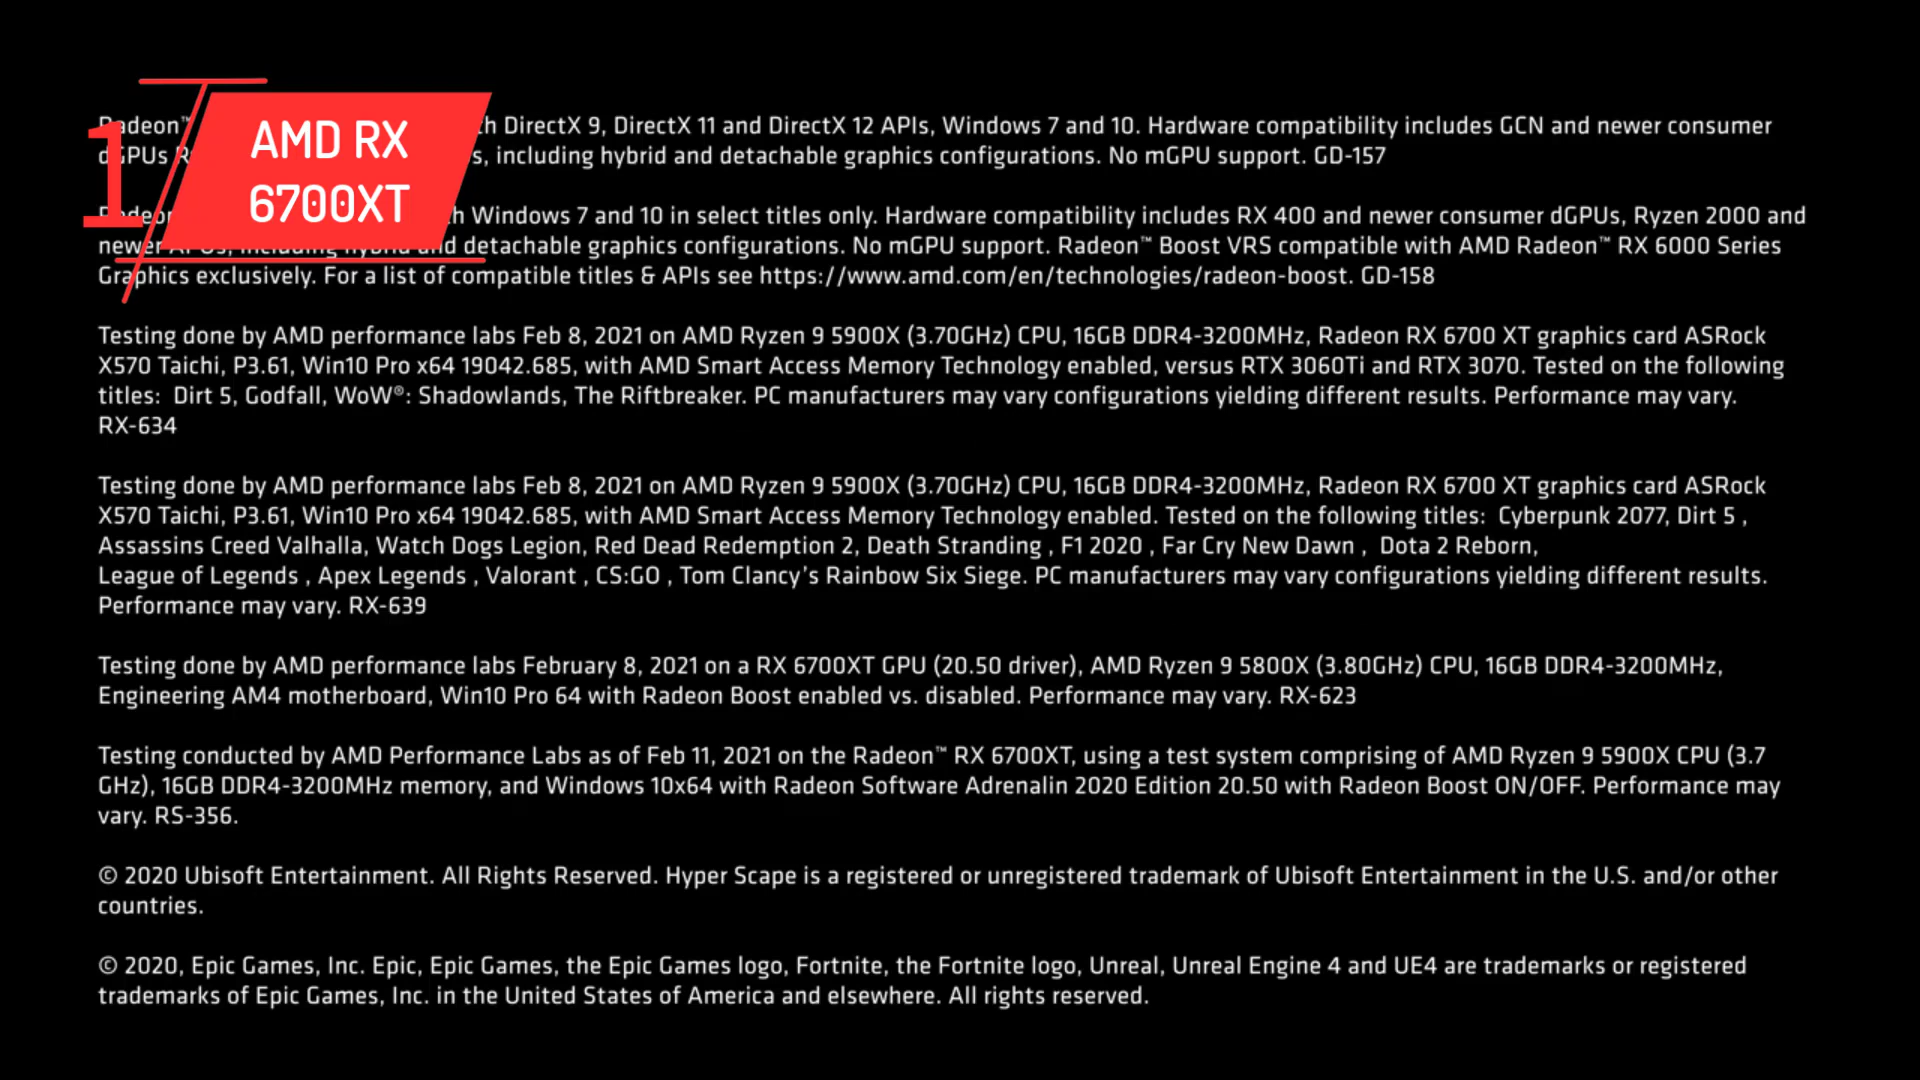 1
AMD RX
6700XT
DirectX 9, DirectX 11 and DirectX 12 APIs, Windows 7 and 10. Hardware compatibility includes GCN and newer consumer
including hybrid and detachable graphics configurations. No mGPU support. GD-157
Windows 7 and 10 in select titles only. Hardware compatibility includes RX 400 and newer consumer dGPUs, Ryzen 2000 and
newer APUs, including hybrid and detachable graphics configurations. No mGPU support. Radeon™ Boost VRS compatible with AMD Radeon™ RX 6000 Series
Graphics exclusively. For a list of compatible titles & APIs see https://www.amd.com/en/technologies/radeon-boost. GD-158
Testing done by AMD performance labs Feb 8, 2021 on AMD Ryzen 9 5900X (3.70GHz) CPU, 16GB DDR4-3200MHz, Radeon RX 6700 XT graphics card ASRock
X570 Taichi, P3.61, Win10 Pro x64 19042.685, with AMD Smart Access Memory Technology enabled, versus RTX 3060Ti and RTX 3070. Tested on the following
titles: Dirt 5, Godfall, WoW®: Shadowlands, The Riftbreaker. PC manufacturers may vary configurations yielding different results. Performance may vary.
RX-634
Testing done by AMD performance labs Feb 8, 2021 on AMD Ryzen 9 5900X (3.70GHz) CPU, 16GB DDR4-3200MHz, Radeon RX 6700 XT graphics card ASRock
X570 Taichi, P3.61, Win10 Pro x64 19042.685, with AMD Smart Access Memory Technology enabled. Tested on the following titles: Cyberpunk 2077, Dirt 5 ,
Assassins Creed Valhalla, Watch Dogs Legion, Red Dead Redemption 2, Death Stranding , F1 2020 , Far Cry New Dawn , Dota 2 Reborn,
League of Legends , Apex Legends , Valorant , CS:GO , Tom Clancy's Rainbow Six Siege. PC manufacturers may vary configurations yielding different results.
Performance may vary. RX-639
Testing done by AMD performance labs February 8, 2021 on a RX 6700XT GPU (20.50 driver), AMD Ryzen 9 5800X (3.80GHz) CPU, 16GB DDR4-3200MHz,
Engineering AM4 motherboard, Win10 Pro 64 with Radeon Boost enabled vs. disabled. Performance may vary. RX-623
Testing conducted by AMD Performance Labs as of Feb 11, 2021 on the Radeon™ RX 6700XT, using a test system comprising of AMD Ryzen 9 5900X CPU (3.7
GHz), 16GB DDR4-3200MHz memory, and Windows 10x64 with Radeon Software Adrenalin 2020 Edition 20.50 with Radeon Boost ON/OFF. Performance may
vary. RS-356.
© 2020 Ubisoft Entertainment. All Rights Reserved. Hyper Scape is a registered or unregistered trademark of Ubisoft Entertainment in the U.S. and/or other
countries.
© 2020, Epic Games, Inc. Epic, Epic Games, the Epic Games logo, Fortnite, the Fortnite logo, Unreal, Unreal Engine 4 and UE4 are trademarks or registered
trademarks of Epic Games, Inc. in the United States of America and elsewhere. All rights reserved.